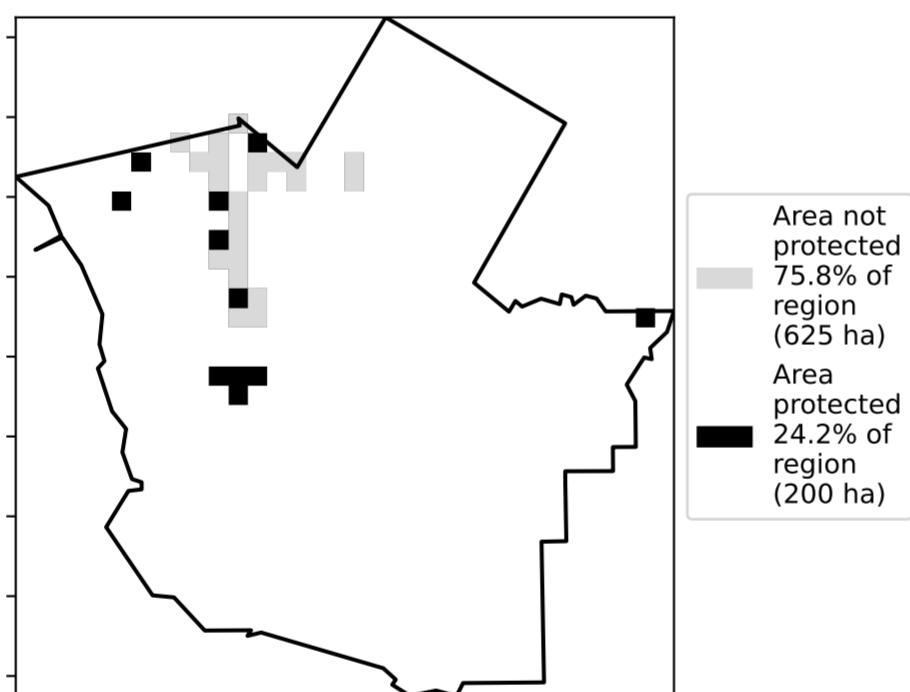 Area not
protected
75.8% of
region
(625 ha)
Area
protected
24.2% of
region
(200 ha)